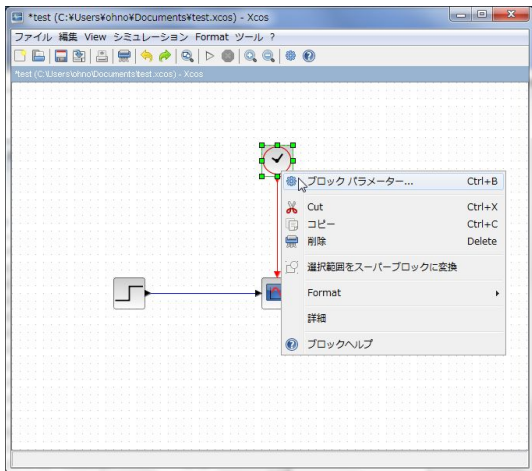 *test (C:¥Users¥ohno¥Documents¥test.xcos) - Xcos
ファイル 編集 View シミュレーション Format ツール ?
*test (C:\Users\ohno\Documents\test.xcos) - Xcos
ブロック パラメーター... Ctrl+B
Cut Ctrl+X
コピー Ctrl+C
削除 Delete
選択範囲をスーパーブロックに変換
Format
詳細
ブロックヘルプ